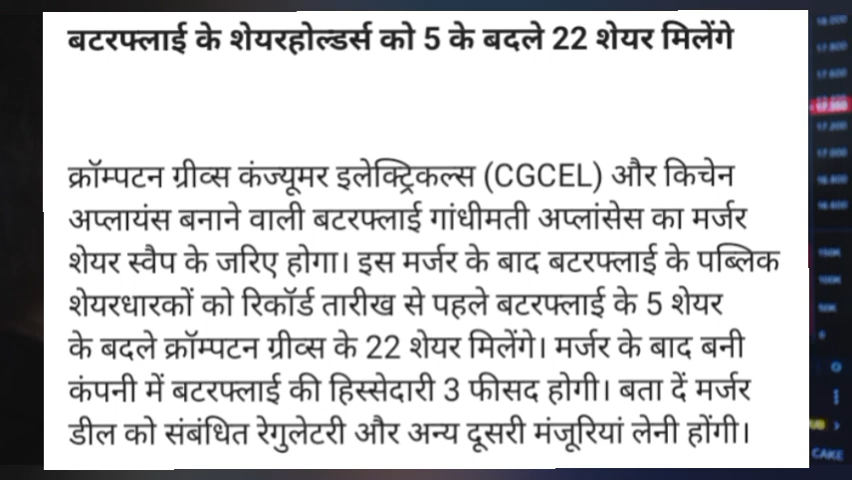 बटरफ्लाई के शेयरहोल्डर्स को 5 के बदले 22 शेयर मिलेंगे
क्रॉम्पटन ग्रीव्स कंज्यूमर इलेक्ट्रिकल्स (CGCEL) और किचेन
अप्लायंस बनाने वाली बटरफ्लाई गांधीमती अप्लांसेस का मर्जर
शेयर स्वैप के जरिए होगा। इस मर्जर के बाद बटरफ्लाई के पब्लिक
शेयरधारकों को रिकॉर्ड तारीख से पहले बटरफ्लाई के 5 शेयर
के बदले क्रॉम्पटन ग्रीव्स के 22 शेयर मिलेंगे। मर्जर के बाद बनी
कंपनी में बटरफ्लाई की हिस्सेदारी 3 फीसद होगी। बता दें मर्जर
डील को संबंधित रेगुलेटरी और अन्य दूसरी मंजूरियां लेनी होंगी।
CAKE